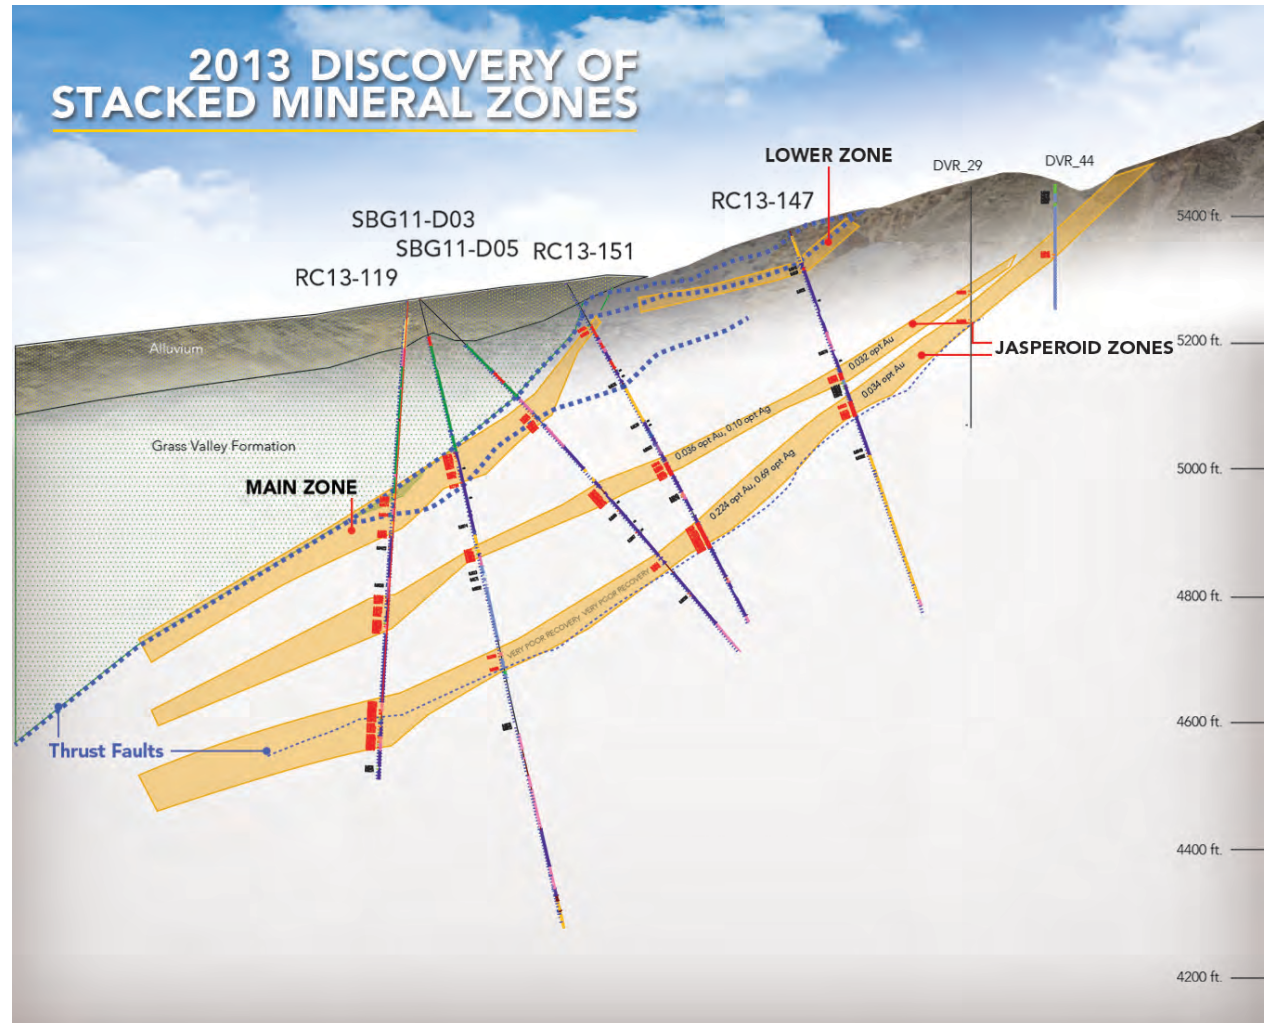 2013 DISCOVERY OF
STACKED MINERAL ZONES
LOWER ZONE
DVR_29
DVR_44
RC13-147
5400 ft.
SBG11-D03
SBG11-D05
RC13-151
RC13-119
Alluvium
5200 ft.
JASPEROID ZONES
0.032 opt Au
0.034 opt Au
0.036 opt Au, 0.10 opt Ag
Grass Valley Formation
5000 ft.
MAIN ZONE
0.224 opt Au, 0.69 opt Ag
VERY POOR RECOVERY VERY POOR RECOVERY
4800 ft.
4600 ft.
Thrust Faults
4400 ft.
4200 ft.